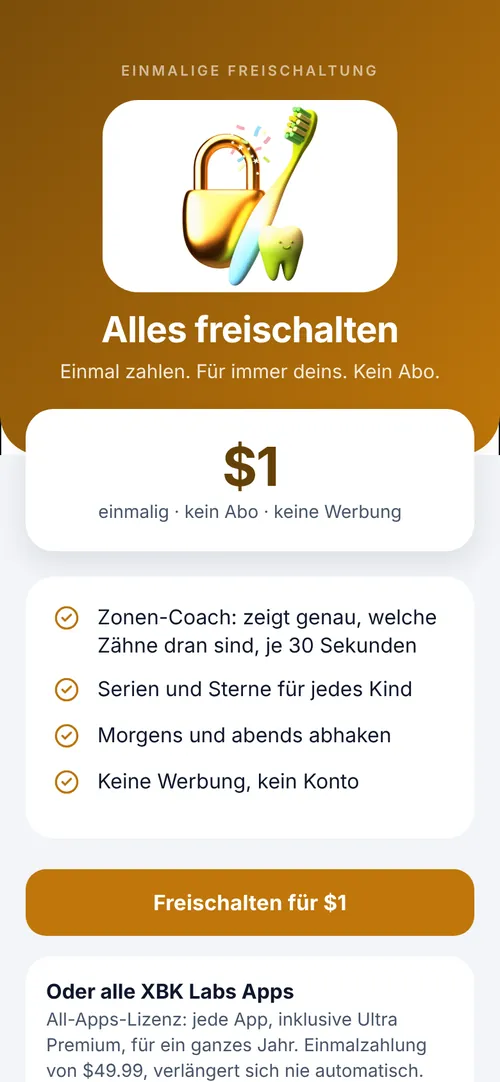 EINMALIGE FREISCHALTUNG
Alles freischalten
Einmal zahlen. Für immer deins. Kein Abo.
$1
einmalig · kein Abo · keine Werbung
Zonen-Coach: zeigt genau, welche
Zähne dran sind, je 30 Sekunden
Serien und Sterne für jedes Kind
Morgens und abends abhaken
Keine Werbung, kein Konto
Freischalten für $1
Oder alle XBK Labs Apps
All-Apps-Lizenz: jede App, inklusive Ultra
Premium, für ein ganzes Jahr. Einmalzahlung
von $49.99, verlängert sich nie automatisch.